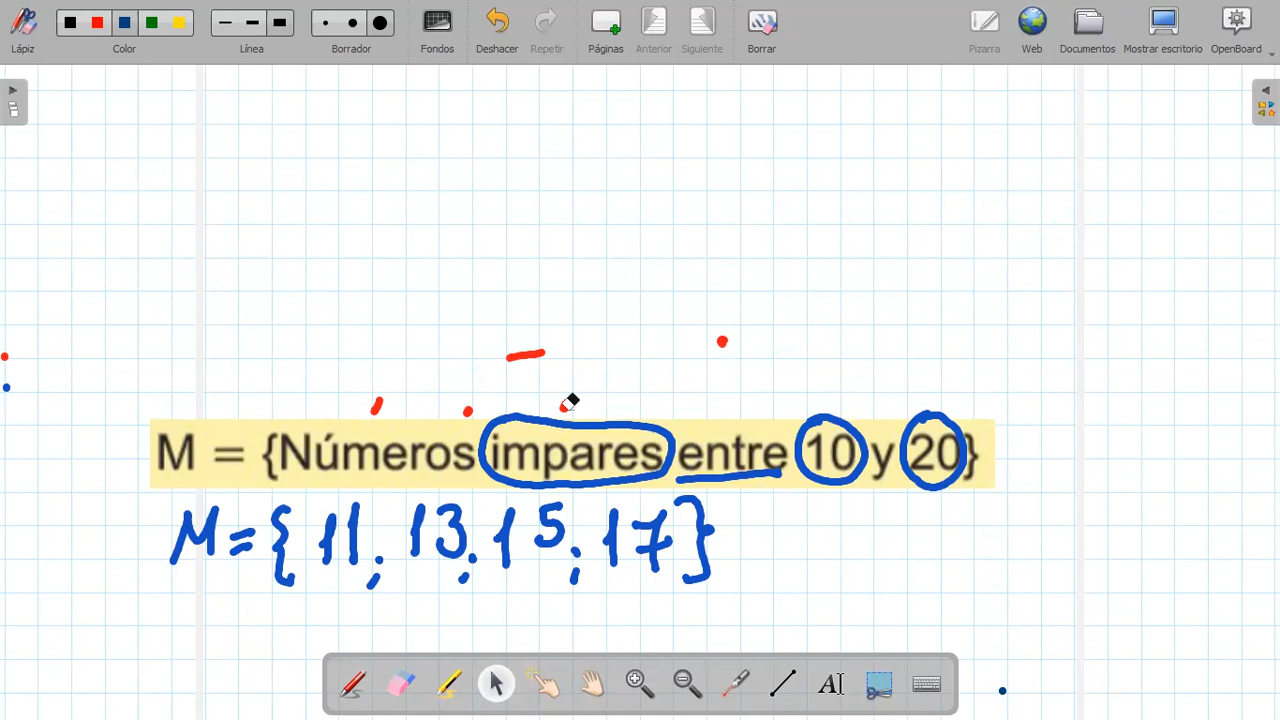 Lápiz Color Línea Borrador Fondos Deshacer Repetir Páginas Anterior Siguiente Borrar Pizarra Web Documentos Mostrar escritorio OpenBoard
M = {Números impares entre 10 y 20}
M = { 11 ; 13 ; 15 ; 17 }